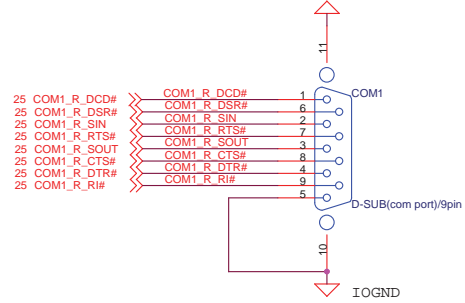 11
25 COM1_R_DCD# COM1_R_DCD# 1 COM1
25 COM1_R_DSR# COM1_R_DSR# 6
25 COM1_R_SIN COM1_R_SIN 2
25 COM1_R_RTS# COM1_R_RTS# 7
25 COM1_R_SOUT COM1_R_SOUT 3
25 COM1_R_CTS# COM1_R_CTS# 8
25 COM1_R_DTR# COM1_R_DTR# 4
25 COM1_R_RI# COM1_R_RI# 9
5 D-SUB(com port)/9pin
10
IOGND